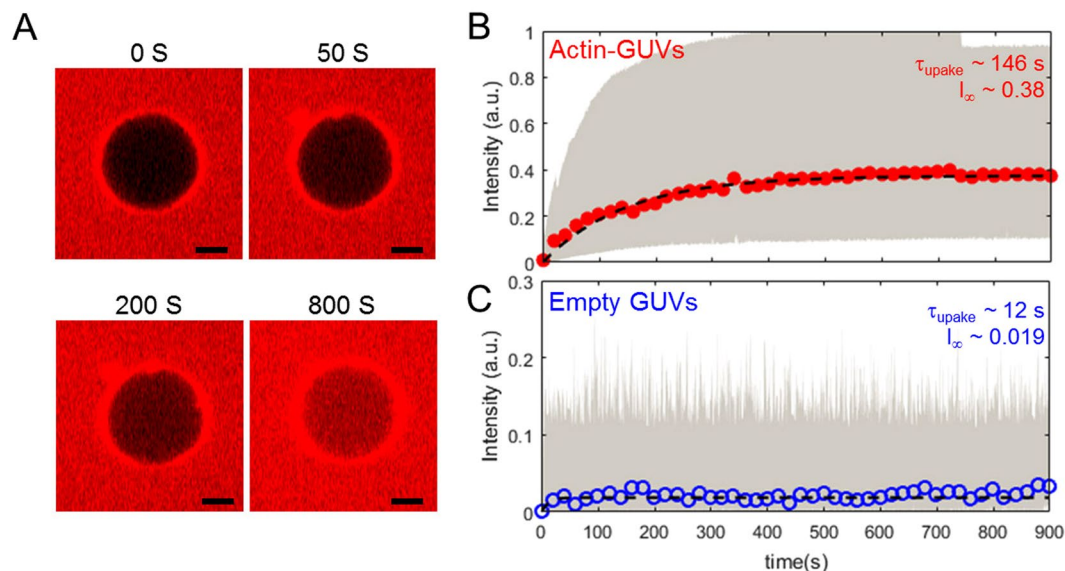 A
0 S
50 S
200 S
800 S
B
Actin-GUVs
τupake ~ 146 s
I∞ ~ 0.38
Intensity (a.u.)
1
0.8
0.6
0.4
0.2
0
C
Empty GUVs
τupake ~ 12 s
I∞ ~ 0.019
Intensity (a.u.)
0.3
0.2
0.1
0
0 100 200 300 400 500 600 700 800 900
time(s)